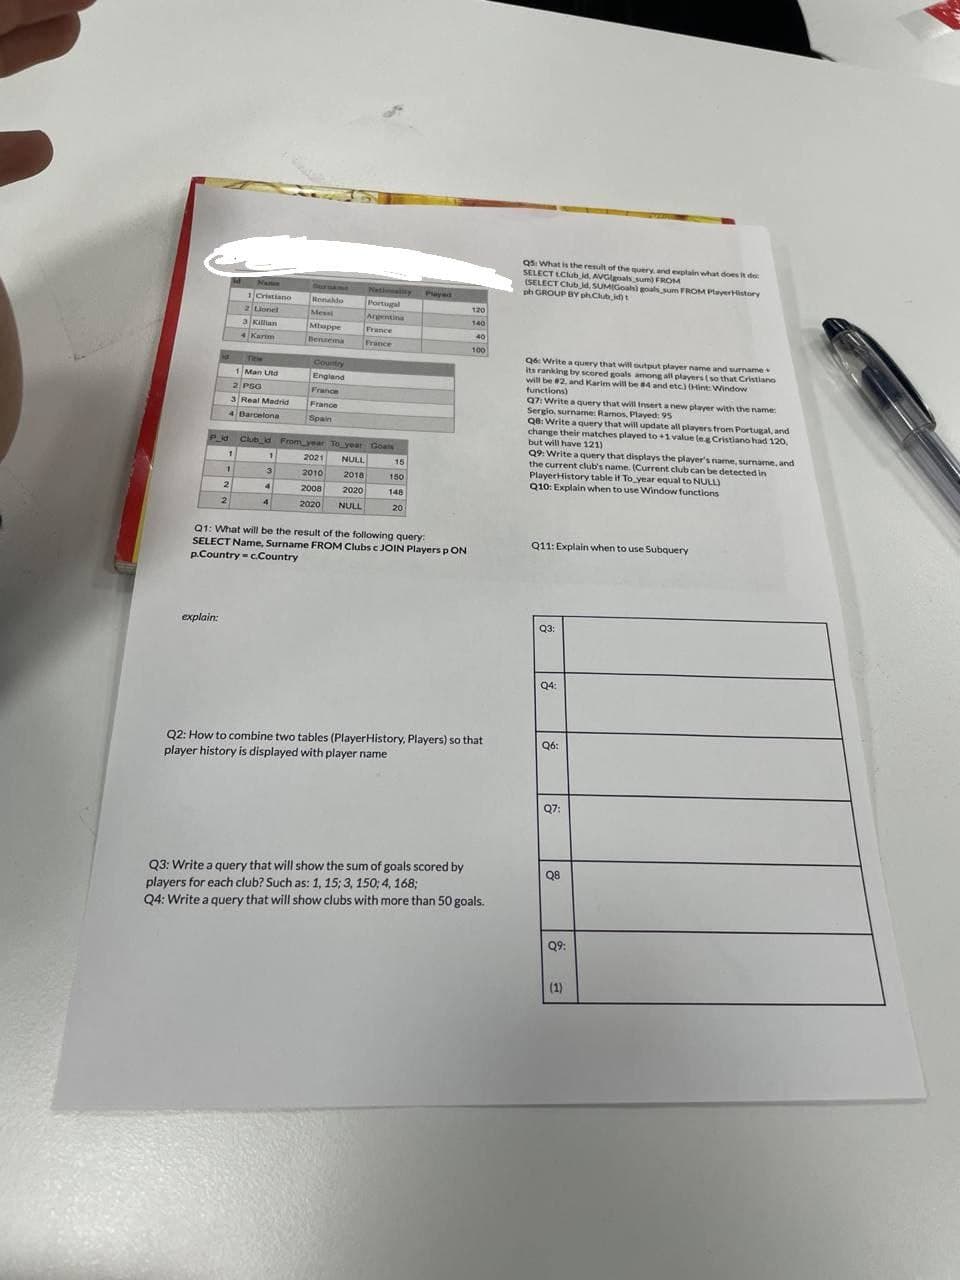 Id Name Surname Nationality Played
1 Cristiano Ronaldo Portugal 120
2 Lionel Messi Argentina 140
3 Killian Mbappe France 40
4 Karim Benzema France 100
id Title Country
1 Man Utd England
2 PSG France
3 Real Madrid France
4 Barcelona Spain
P_id Club_id From_year To_year Goals
1 1 2021 NULL 15
1 3 2010 2018 150
2 4 2008 2020 148
2 4 2020 NULL 20
Q1: What will be the result of the following query:
SELECT Name, Surname FROM Clubs c JOIN Players p ON
p.Country = c.Country
explain:
Q2: How to combine two tables (PlayerHistory, Players) so that
player history is displayed with player name
Q3: Write a query that will show the sum of goals scored by
players for each club? Such as: 1, 15; 3, 150; 4, 168;
Q4: Write a query that will show clubs with more than 50 goals.
Q5: What is the result of the query, and explain what does it do:
SELECT t.Club_id, AVG(goals_sum) FROM
(SELECT Club_id, SUM(Goals) goals_sum FROM PlayerHistory
ph GROUP BY ph.Club_id) t
Q6: Write a query that will output player name and surname +
its ranking by scored goals among all players ( so that Cristiano
will be #2, and Karim will be #4 and etc.) (Hint: Window
functions)
Q7: Write a query that will Insert a new player with the name:
Sergio, surname: Ramos, Played: 95
Q8: Write a query that will update all players from Portugal, and
change their matches played to +1 value (e.g Cristiano had 120,
but will have 121)
Q9: Write a query that displays the player's name, surname, and
the current club's name. (Current club can be detected in
PlayerHistory table if To_year equal to NULL)
Q10: Explain when to use Window functions
Q11: Explain when to use Subquery
Q3:
Q4:
Q6:
Q7:
Q8
Q9:
(1)